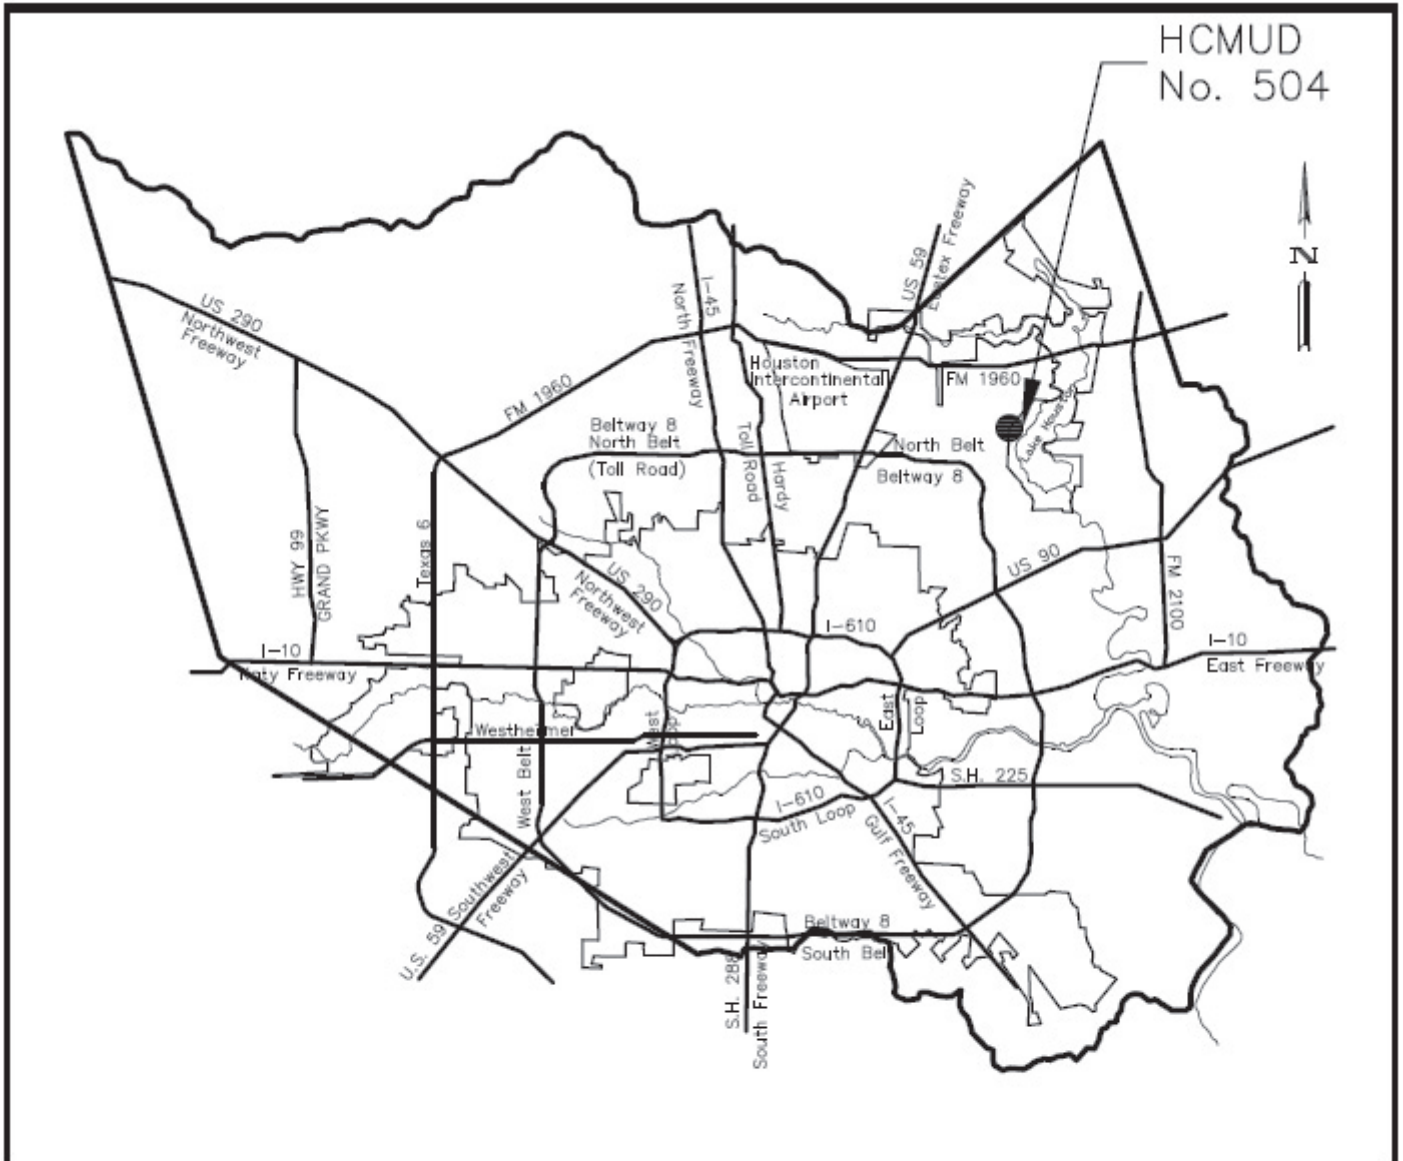 HCMUD
No. 504
N
US 59
Eastex Freeway
I-45
North Freeway
US 290
Northwest
Freeway
FM 1960
Houston
Intercontinental
Airport
FM 1960
Lake Houston
Beltway 8
North Belt
(Toll Road)
Toll Road
Hardy
North Belt
Beltway 8
HWY 99
GRAND PKWY
Texas 6
US 290
Northwest
Freeway
US 90
FM 2100
I-610
I-10
Katy Freeway
I-10
East Freeway
Westheimer
West
Loop
East
Loop
West Belt
S.H. 225
I-610
South Loop
I-45
Gulf Freeway
U.S. 59
Southwest
Freeway
Beltway 8
South Bel
S.H. 288
South Freeway